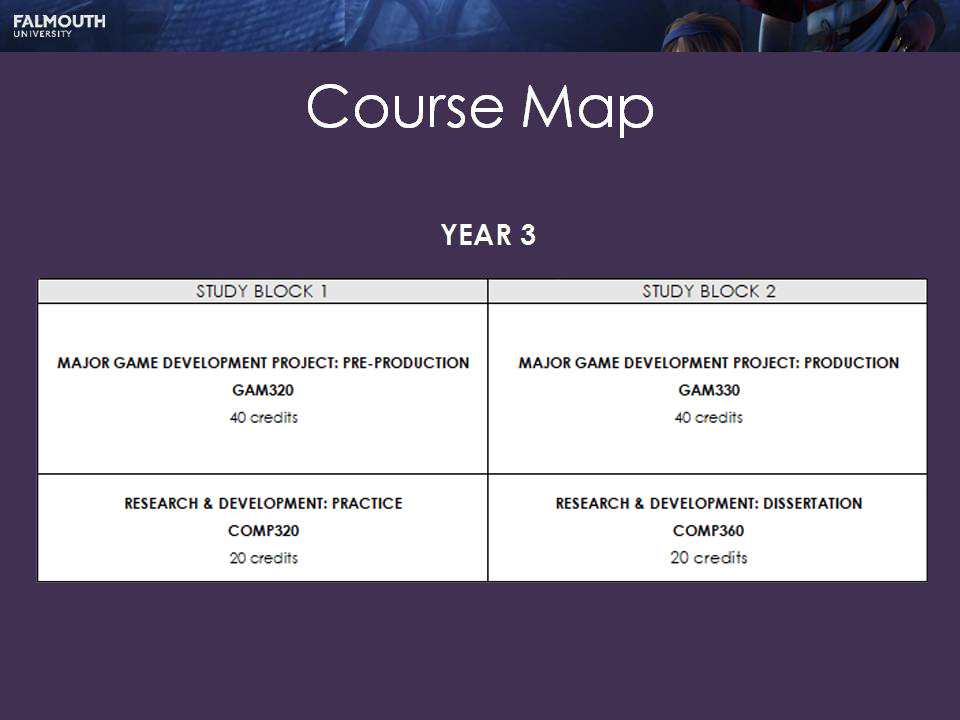 FALMOUTH
UNIVERSITY
Course Map
YEAR 3
STUDY BLOCK 1
STUDY BLOCK 2
MAJOR GAME DEVELOPMENT PROJECT: PRE-PRODUCTION
GAM320
40 credits
MAJOR GAME DEVELOPMENT PROJECT: PRODUCTION
GAM330
40 credits
RESEARCH & DEVELOPMENT: PRACTICE
COMP320
20 credits
RESEARCH & DEVELOPMENT: DISSERTATION
COMP360
20 credits